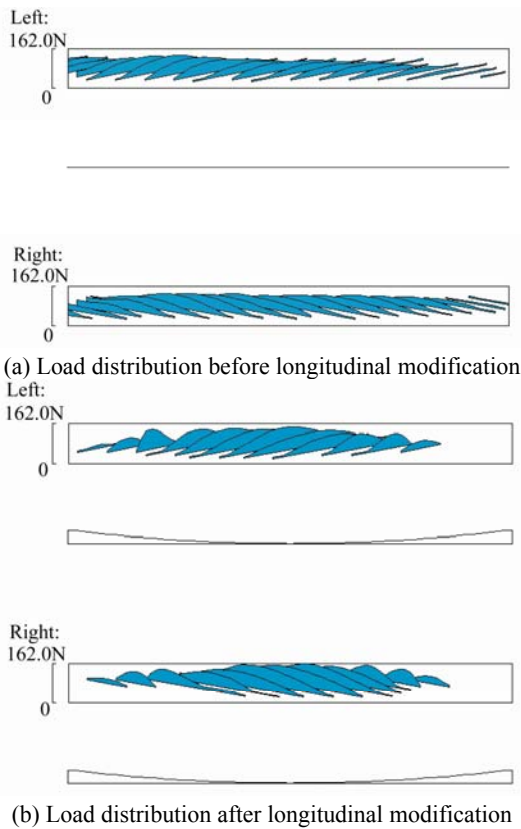 Left:
162.0N
0
Right:
162.0N
0
(a) Load distribution before longitudinal modification
Left:
162.0N
0
Right:
162.0N
0
(b) Load distribution after longitudinal modification